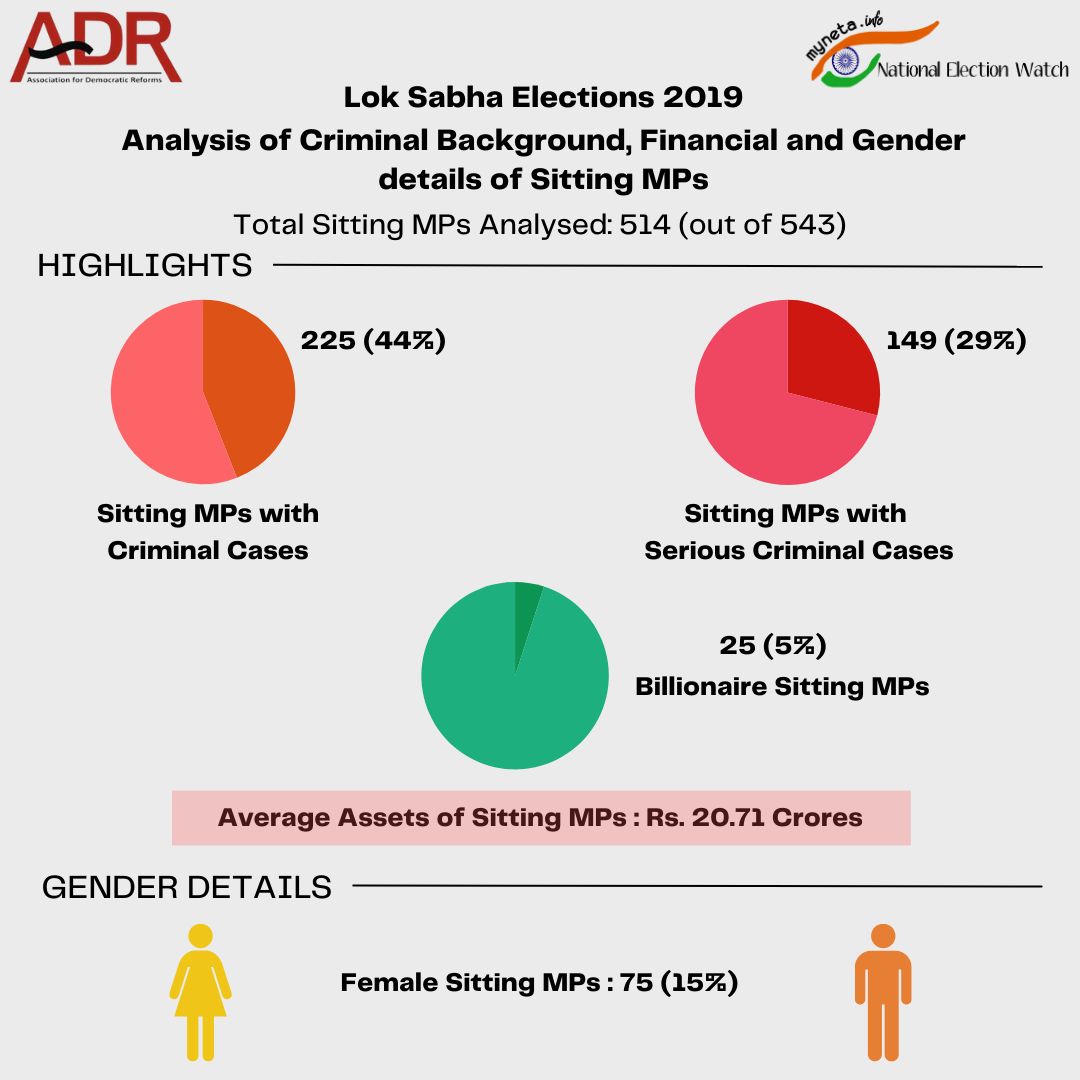 ADR
Association for Democratic Reforms
myneta.info
National Election Watch
Lok Sabha Elections 2019
Analysis of Criminal Background, Financial and Gender
details of Sitting MPs
Total Sitting MPs Analysed: 514 (out of 543)
HIGHLIGHTS
225 (44%)
Sitting MPs with
Criminal Cases
149 (29%)
Sitting MPs with
Serious Criminal Cases
25 (5%)
Billionaire Sitting MPs
Average Assets of Sitting MPs : Rs. 20.71 Crores
GENDER DETAILS
Female Sitting MPs : 75 (15%)